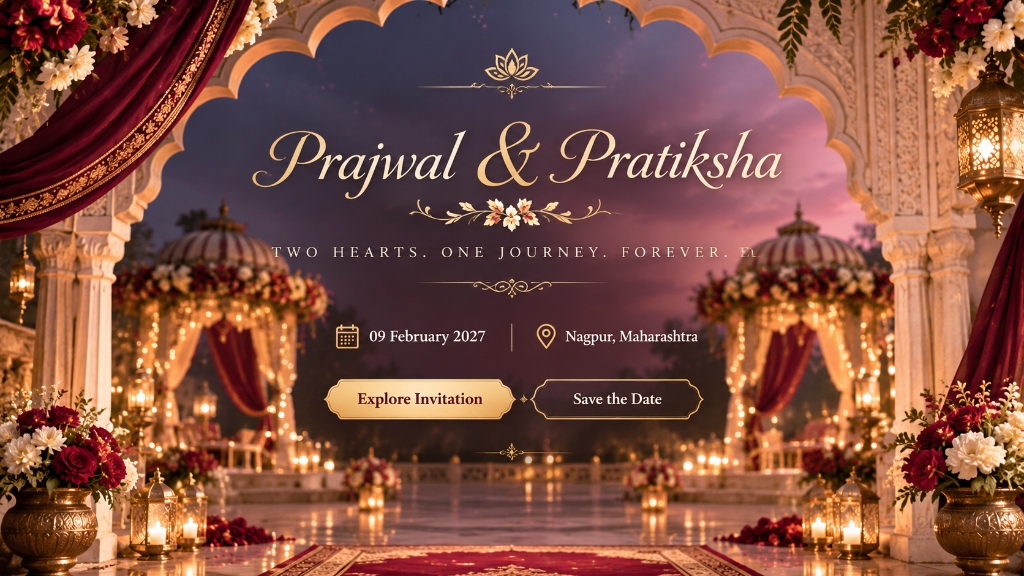 Prajwal & Pratiksha
TWO HEARTS. ONE JOURNEY. FOREVER.
09 February 2027
Nagpur, Maharashtra
Explore Invitation
Save the Date